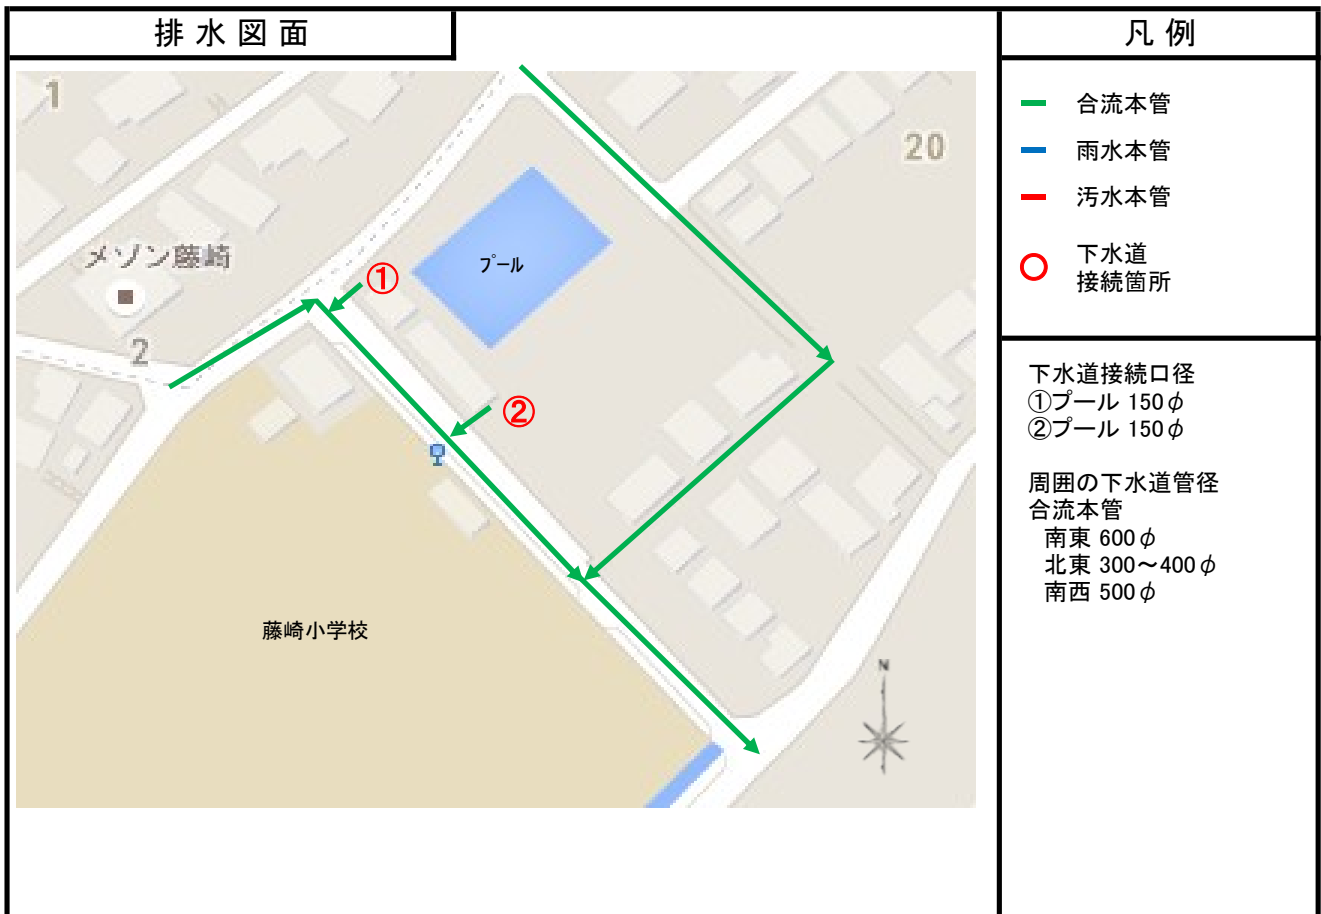 排水図面
凡例
1
20
メゾン藤崎
2
プール
①
②
藤崎小学校
N
合流本管
雨水本管
汚水本管
下水道
接続箇所
下水道接続口径
①プール 150φ
②プール 150φ
周囲の下水道管径
合流本管
南東 600φ
北東 300～400φ
南西 500φ